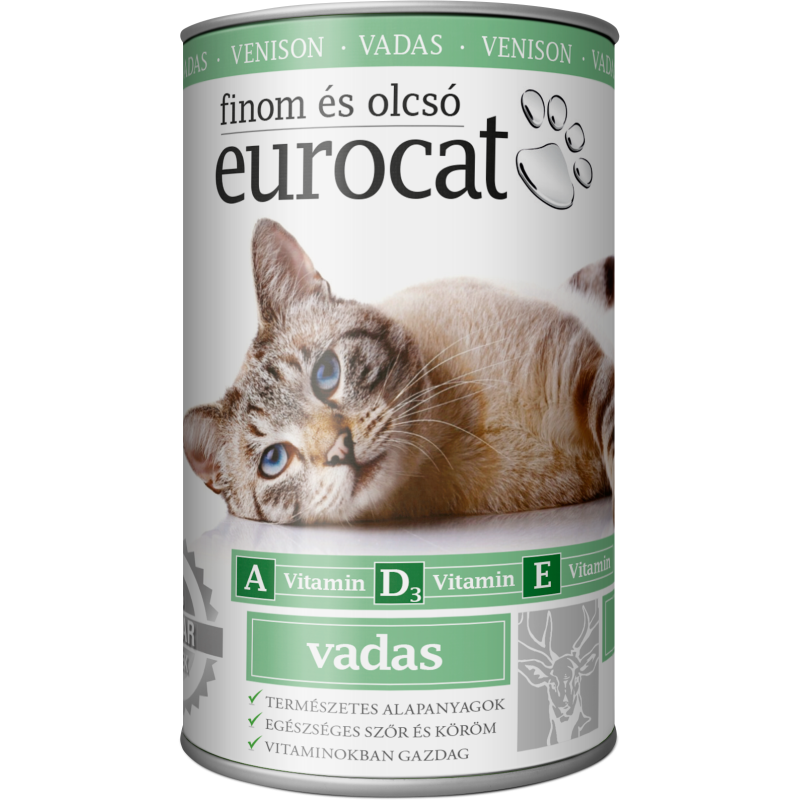 VENISON · VADAS · VENISON ·
finom és olcsó
eurocat
A Vitamin D3 Vitamin E Vitamin
vadas
✓ TERMÉSZETES ALAPANYAGOK
✓ EGÉSZSÉGES SZŐR ÉS KÖRÖM
✓ VITAMINOKBAN GAZDAG